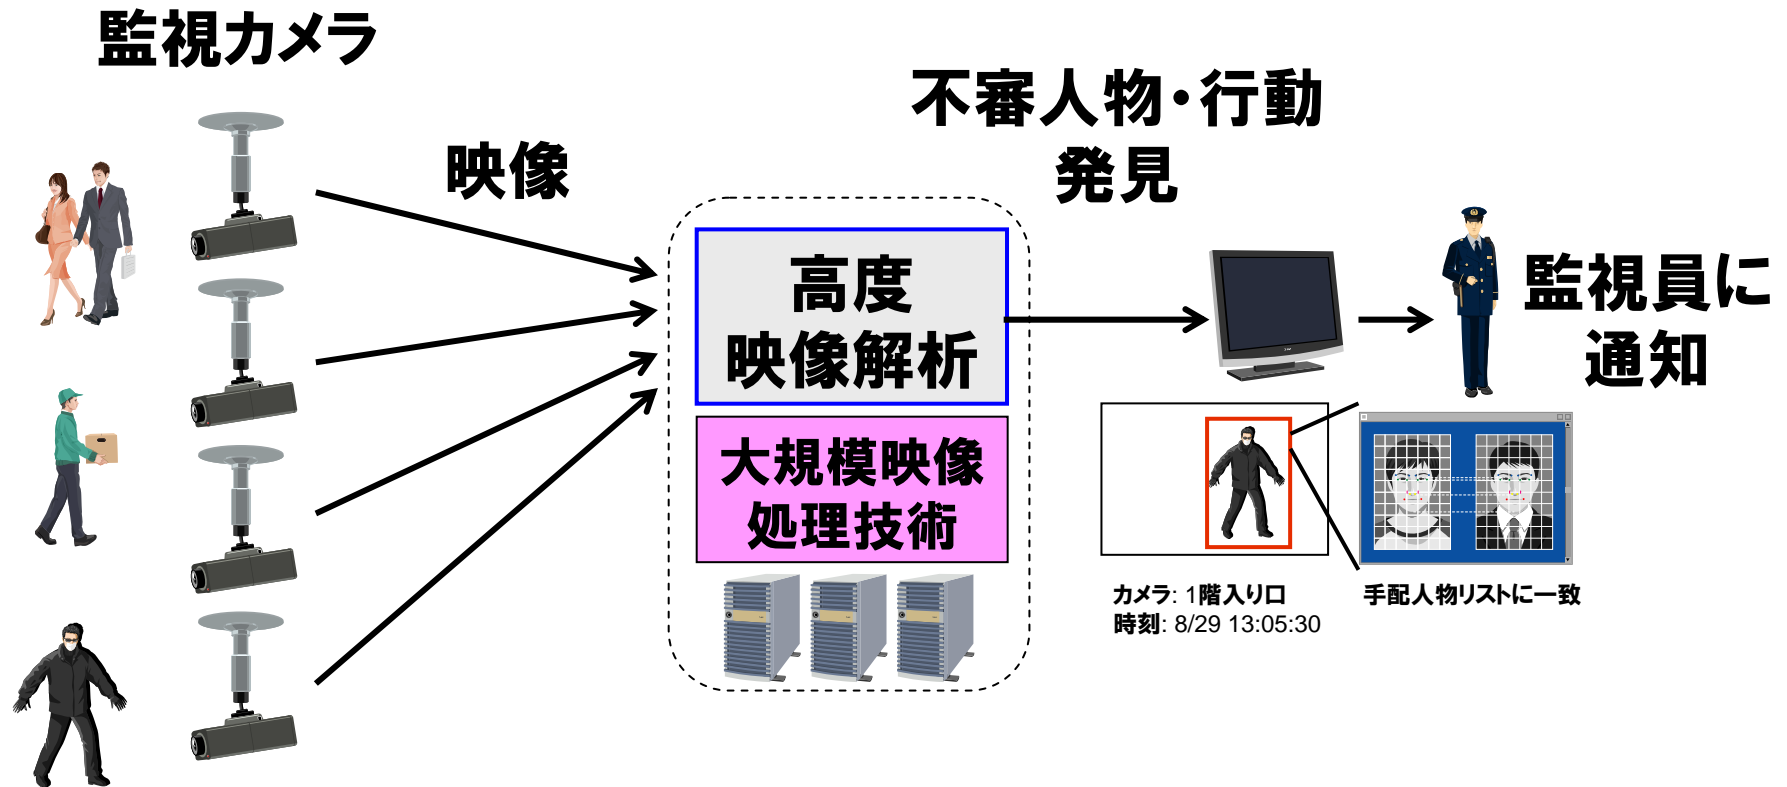 監視カメラ
映像
不審人物・行動
発見
高度
映像解析
大規模映像
処理技術
監視員に
通知
カメラ: 1階入り口
時刻: 8/29 13:05:30
手配人物リストに一致